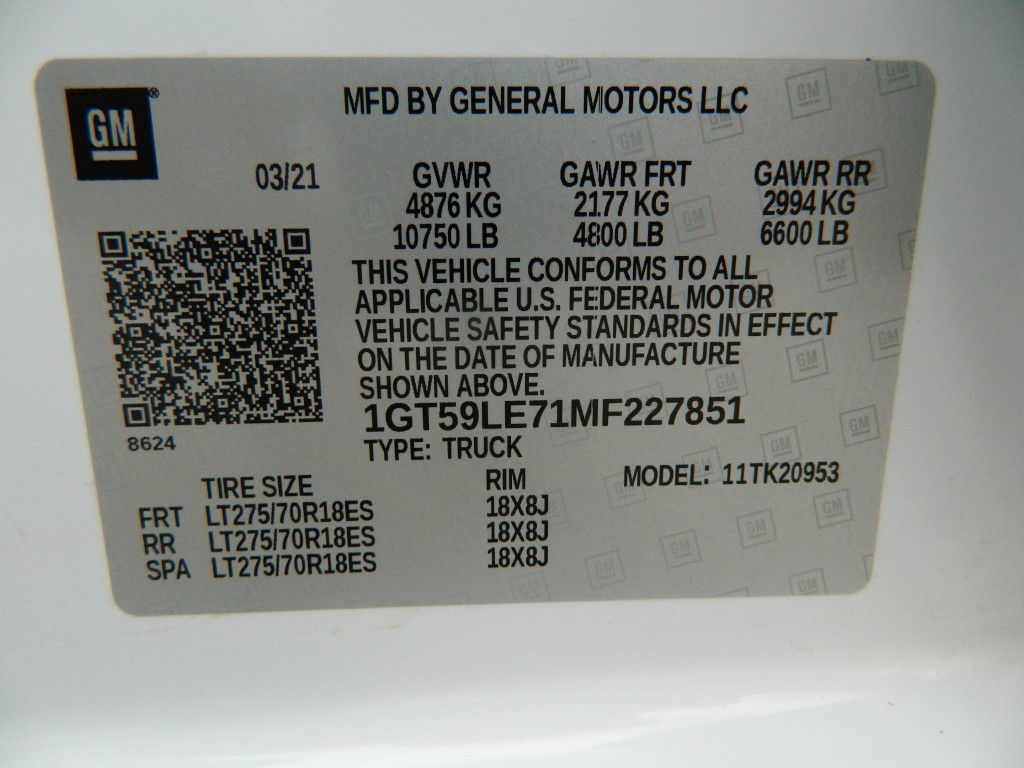 GM®
MFD BY GENERAL MOTORS LLC
03/21
GVWR GAWR FRT GAWR RR
4876 KG 2177 KG 2994 KG
10750 LB 4800 LB 6600 LB
THIS VEHICLE CONFORMS TO ALL
APPLICABLE U.S. FEDERAL MOTOR
VEHICLE SAFETY STANDARDS IN EFFECT
ON THE DATE OF MANUFACTURE
SHOWN ABOVE.
1GT59LE71MF227851
8624
TYPE: TRUCK
TIRE SIZE RIM MODEL: 11TK20953
FRT LT275/70R18ES 18X8J
RR LT275/70R18ES 18X8J
SPA LT275/70R18ES 18X8J